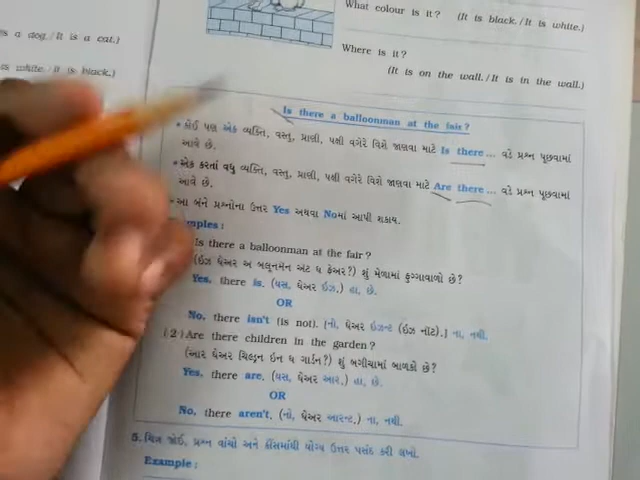 What colour is it? (It is black./It is white.)
s a dog./It is a cat.)
Where is it?
is white./It is black.)
(It is on the wall./It is in the wall.)
Is there a balloonman at the fair?
• કોઈ પણ એક વ્યક્તિ, વસ્તુ, પ્રાણી, પક્ષી વગેરે વિશે જાણવા માટે Is there... વડે પ્રશ્ન પૂછવામાં
આવે છે.
• એક કરતાં વધુ વ્યક્તિ, વસ્તુ, પ્રાણી, પક્ષી વગેરે વિશે જાણવા માટે Are there... વડે પ્રશ્ન પૂછવામાં
આવે છે.
• આ બંને પ્રશ્નોના ઉત્તર Yes અથવા Noમાં આપી શકાય.
mples :
Is there a balloonman at the fair?
(ઇઝ ધેઅર અ બલૂનમૅન ઍટ ધ ફેઅર?) શું મેળામાં ફુગ્ગાવાળો છે?
Yes, there is. (યસ, ધેઅર ઇઝ.) હા, છે.
OR
No, there isn't (is not). [નો, ધેઅર ઇઝન્ટ (ઇઝ નૉટ).] ના, નથી.
(2) Are there children in the garden?
(આર ધેઅર ચિલ્ડ્રન ઇન ધ ગાર્ડન?) શું બગીચામાં બાળકો છે?
Yes, there are. (યસ, ધેઅર આર.) હા, છે.
OR
No, there aren't. (નો, ધેઅર આરન્ટ.) ના, નથી.
5. ચિત્ર જોઈ, પ્રશ્ન વાંચો અને કૌંસમાંથી યોગ્ય ઉત્તર પસંદ કરી લખો.
Example :